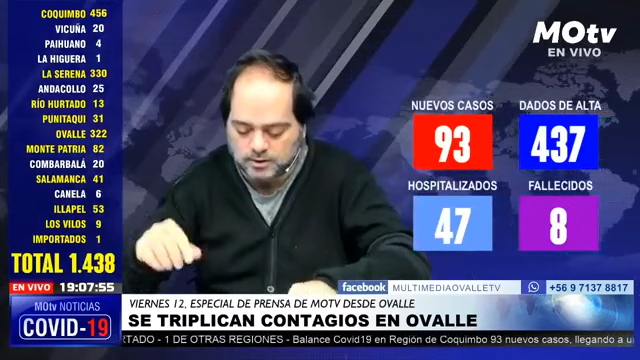 COQUIMBO 456
VICUÑA 20
PAIHUANO 4
LA HIGUERA 1
LA SERENA 330
ANDACOLLO 25
RÍO HURTADO 13
PUNITAQUI 31
OVALLE 322
MONTE PATRIA 82
COMBARBALÁ 20
SALAMANCA 41
CANELA 6
ILLAPEL 53
LOS VILOS 9
IMPORTADOS 1
TOTAL 1.438
MOtv
EN VIVO
NUEVOS CASOS
93
DADOS DE ALTA
437
HOSPITALIZADOS
47
FALLECIDOS
8
EN VIVO 19:07:55
facebook MULTIMEDIAOVALLETV +56 9 7137 8817
MOtv NOTICIAS
COVID-19
VIERNES 12, ESPECIAL DE PRENSA DE MOTV DESDE OVALLE
SE TRIPLICAN CONTAGIOS EN OVALLE
RTADO - 1 DE OTRAS REGIONES - Balance Covid19 en Región de Coquimbo 93 nuevos casos, llegando a u